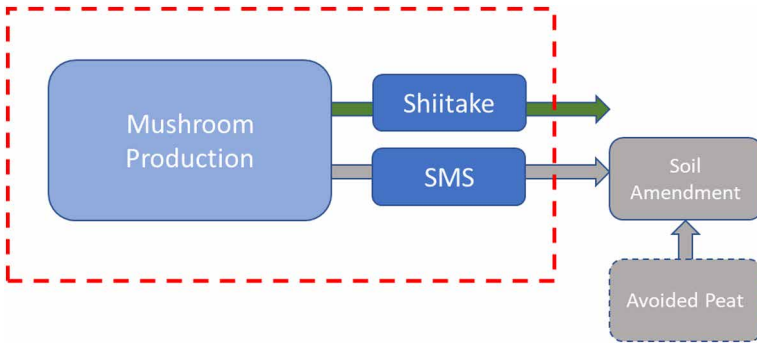 Mushroom
Production
Shiitake
SMS
Soil
Amendment
Avoided Peat